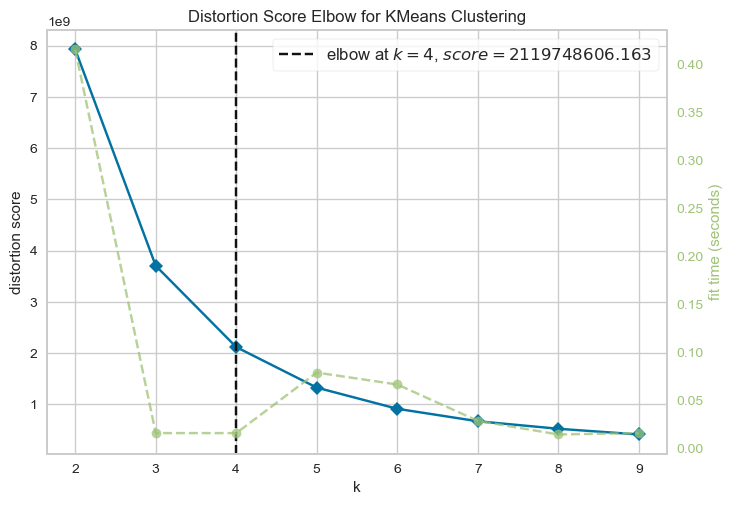 Distortion Score Elbow for KMeans Clustering
1e9
elbow at k = 4, score = 2119748606.163
8
7
6
5
4
3
2
1
distortion score
0.40
0.35
0.30
0.25
0.20
0.15
0.10
0.05
0.00
fit time (seconds)
2 3 4 5 6 7 8 9
k